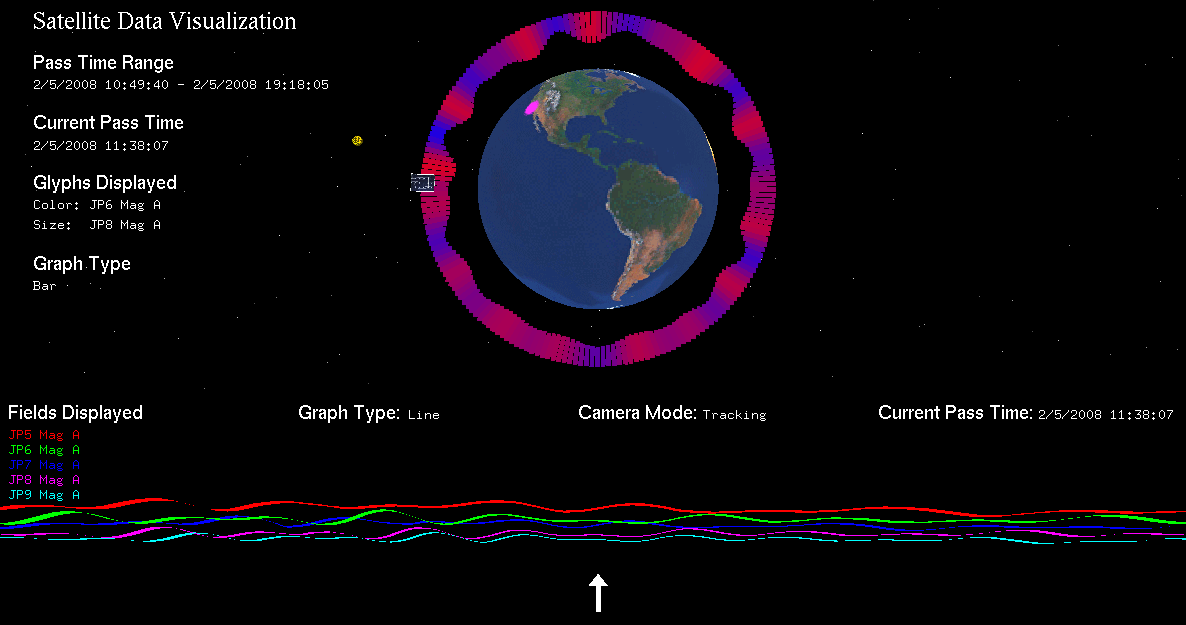 Satellite Data Visualization
Pass Time Range
2/5/2008 10:49:40 - 2/5/2008 19:18:05
Current Pass Time
2/5/2008 11:38:07
Glyphs Displayed
Color: JP6 Mag A
Size: JP8 Mag A
Graph Type
Bar
Fields Displayed
Graph Type: Line
Camera Mode: Tracking
Current Pass Time: 2/5/2008 11:38:07
JP5 Mag A
JP6 Mag A
JP7 Mag A
JP8 Mag A
JP9 Mag A